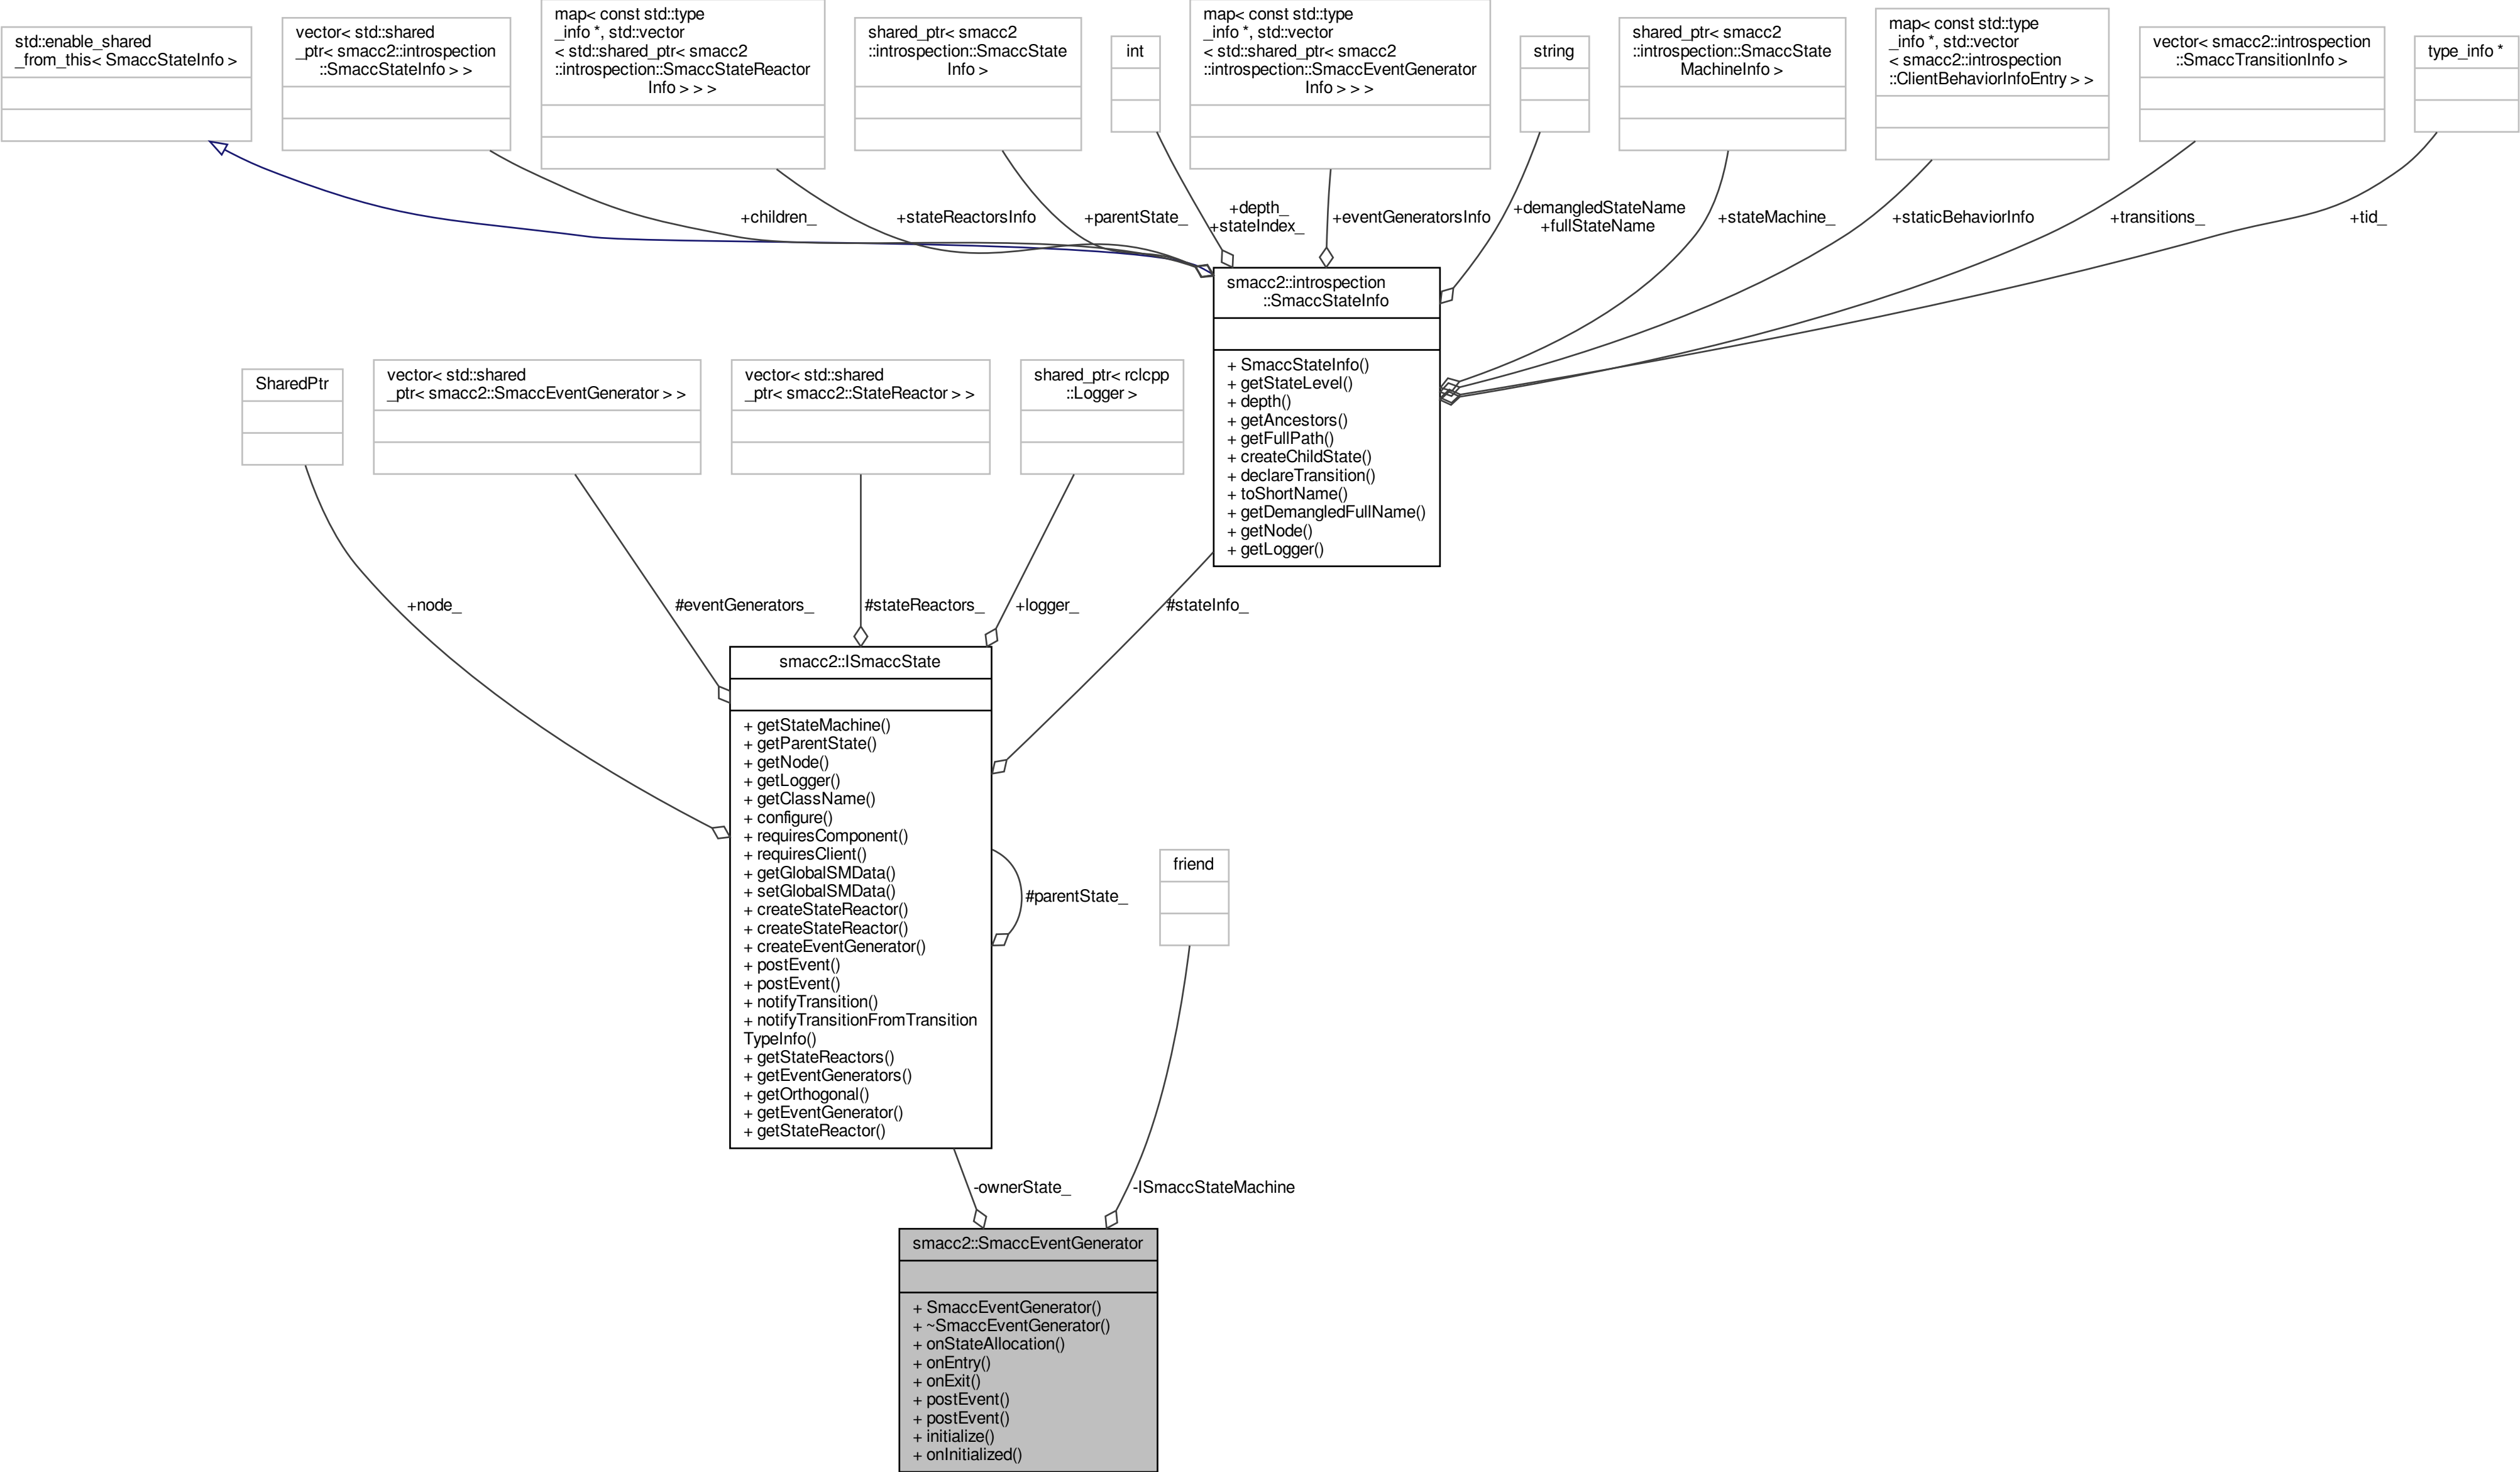 std::enable_shared
_from_this< SmaccStateInfo >
vector< std::shared
_ptr< smacc2::introspection
::SmaccStateInfo > >
map< const std::type
_info *, std::vector
< std::shared_ptr< smacc2
::introspection::SmaccStateReactor
Info > > >
shared_ptr< smacc2
::introspection::SmaccState
Info >
int
map< const std::type
_info *, std::vector
< std::shared_ptr< smacc2
::introspection::SmaccEventGenerator
Info > > >
string
shared_ptr< smacc2
::introspection::SmaccState
MachineInfo >
map< const std::type
_info *, std::vector
< smacc2::introspection
::ClientBehaviorInfoEntry > >
vector< smacc2::introspection
::SmaccTransitionInfo >
type_info *
+children_
+stateReactorsInfo
+parentState_
+depth_
+stateIndex_
+eventGeneratorsInfo
+demangledStateName
+fullStateName
+stateMachine_
+staticBehaviorInfo
+transitions_
+tid_
smacc2::introspection
::SmaccStateInfo
+ SmaccStateInfo()
+ getStateLevel()
+ depth()
+ getAncestors()
+ getFullPath()
+ createChildState()
+ declareTransition()
+ toShortName()
+ getDemangledFullName()
+ getNode()
+ getLogger()
SharedPtr
vector< std::shared
_ptr< smacc2::SmaccEventGenerator > >
vector< std::shared
_ptr< smacc2::StateReactor > >
shared_ptr< rclcpp
::Logger >
+node_
#eventGenerators_
#stateReactors_
+logger_
#stateInfo_
smacc2::ISmaccState
+ getStateMachine()
+ getParentState()
+ getNode()
+ getLogger()
+ getClassName()
+ configure()
+ requiresComponent()
+ requiresClient()
+ getGlobalSMData()
+ setGlobalSMData()
+ createStateReactor()
+ createStateReactor()
+ createEventGenerator()
+ postEvent()
+ postEvent()
+ notifyTransition()
+ notifyTransitionFromTransition
TypeInfo()
+ getStateReactors()
+ getEventGenerators()
+ getOrthogonal()
+ getEventGenerator()
+ getStateReactor()
#parentState_
friend
-ownerState_
-ISmaccStateMachine
smacc2::SmaccEventGenerator
+ SmaccEventGenerator()
+ ~SmaccEventGenerator()
+ onStateAllocation()
+ onEntry()
+ onExit()
+ postEvent()
+ postEvent()
+ initialize()
+ onInitialized()